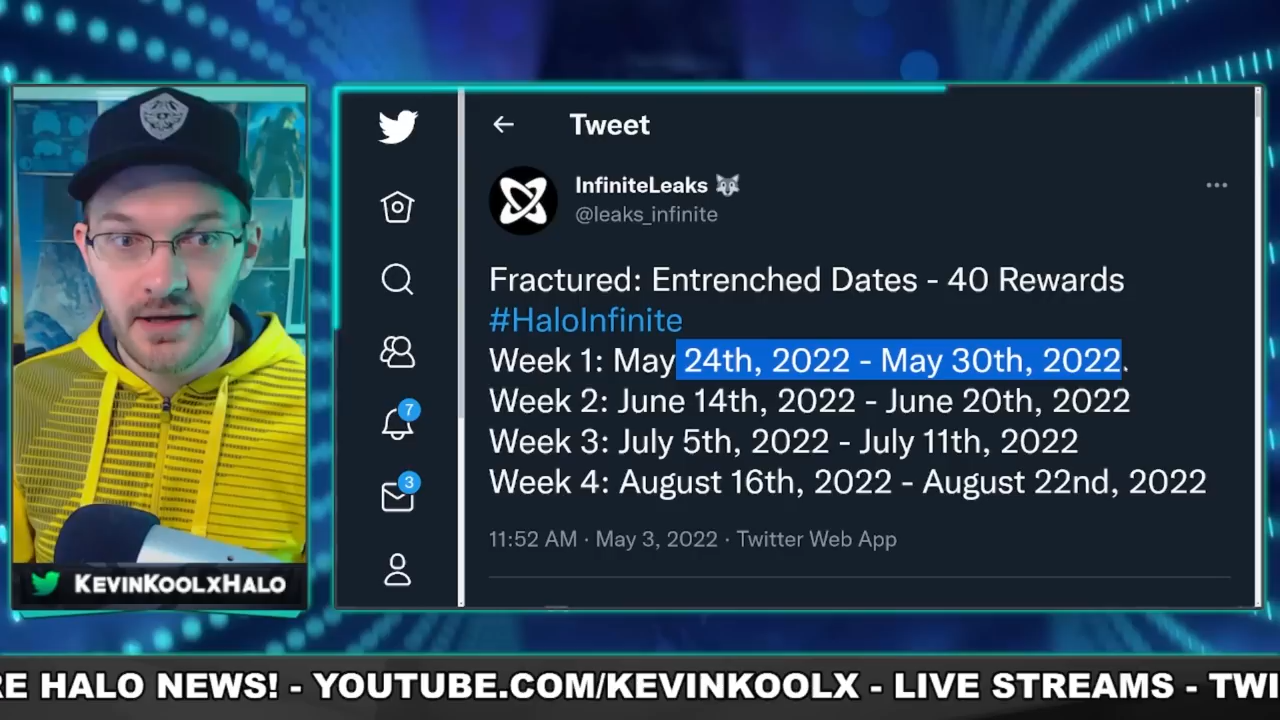 Tweet
InfiniteLeaks
@leaks_infinite
Fractured: Entrenched Dates - 40 Rewards
#HaloInfinite
Week 1: May 24th, 2022 - May 30th, 2022.
Week 2: June 14th, 2022 - June 20th, 2022
Week 3: July 5th, 2022 - July 11th, 2022
Week 4: August 16th, 2022 - August 22nd, 2022
11:52 AM · May 3, 2022 · Twitter Web App
7
3
KEVINKOOLXHALO
RE HALO NEWS! - YOUTUBE.COM/KEVINKOOLX - LIVE STREAMS - TWI